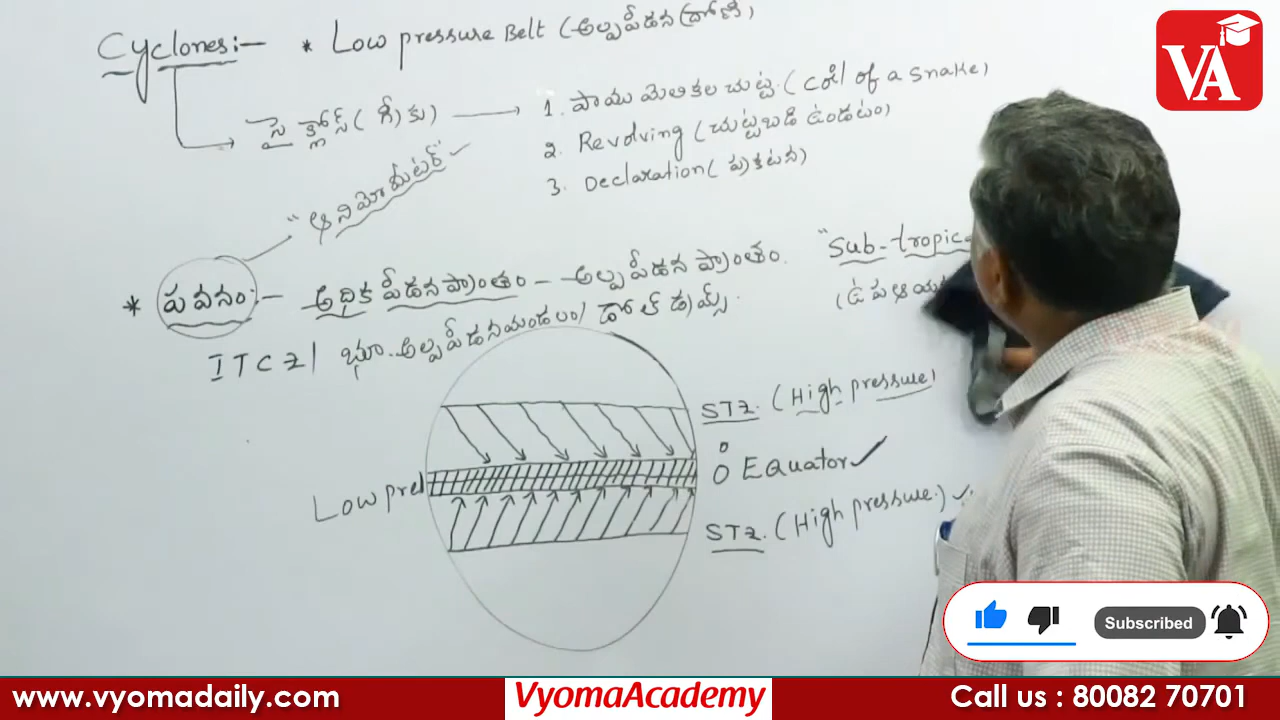 Cyclones:- * Low pressure Belt (అల్పపీడన ద్రోణి)
సైక్లోస్ (గ్రీకు) → 1. పాము మెలికల చుట్ట (coil of a snake)
2. Revolving (చుట్టబడి ఉండటం)
3. Declaration (ప్రకటన)
"అనిమోమీటర్"
* పవనం:- అధిక పీడన ప్రాంతం - అల్పపీడన ప్రాంతం.
"Sub-tropic
(ఉపఆయ
ITCZ / భూ-అల్పపీడనమండలం / డోల్ డ్రమ్స్.
STZ. (High pressure)
0° Equator
Low pre
STZ. (High pressure.)
VA
Subscribed
www.vyomadaily.com
VyomaAcademy
Call us : 80082 70701